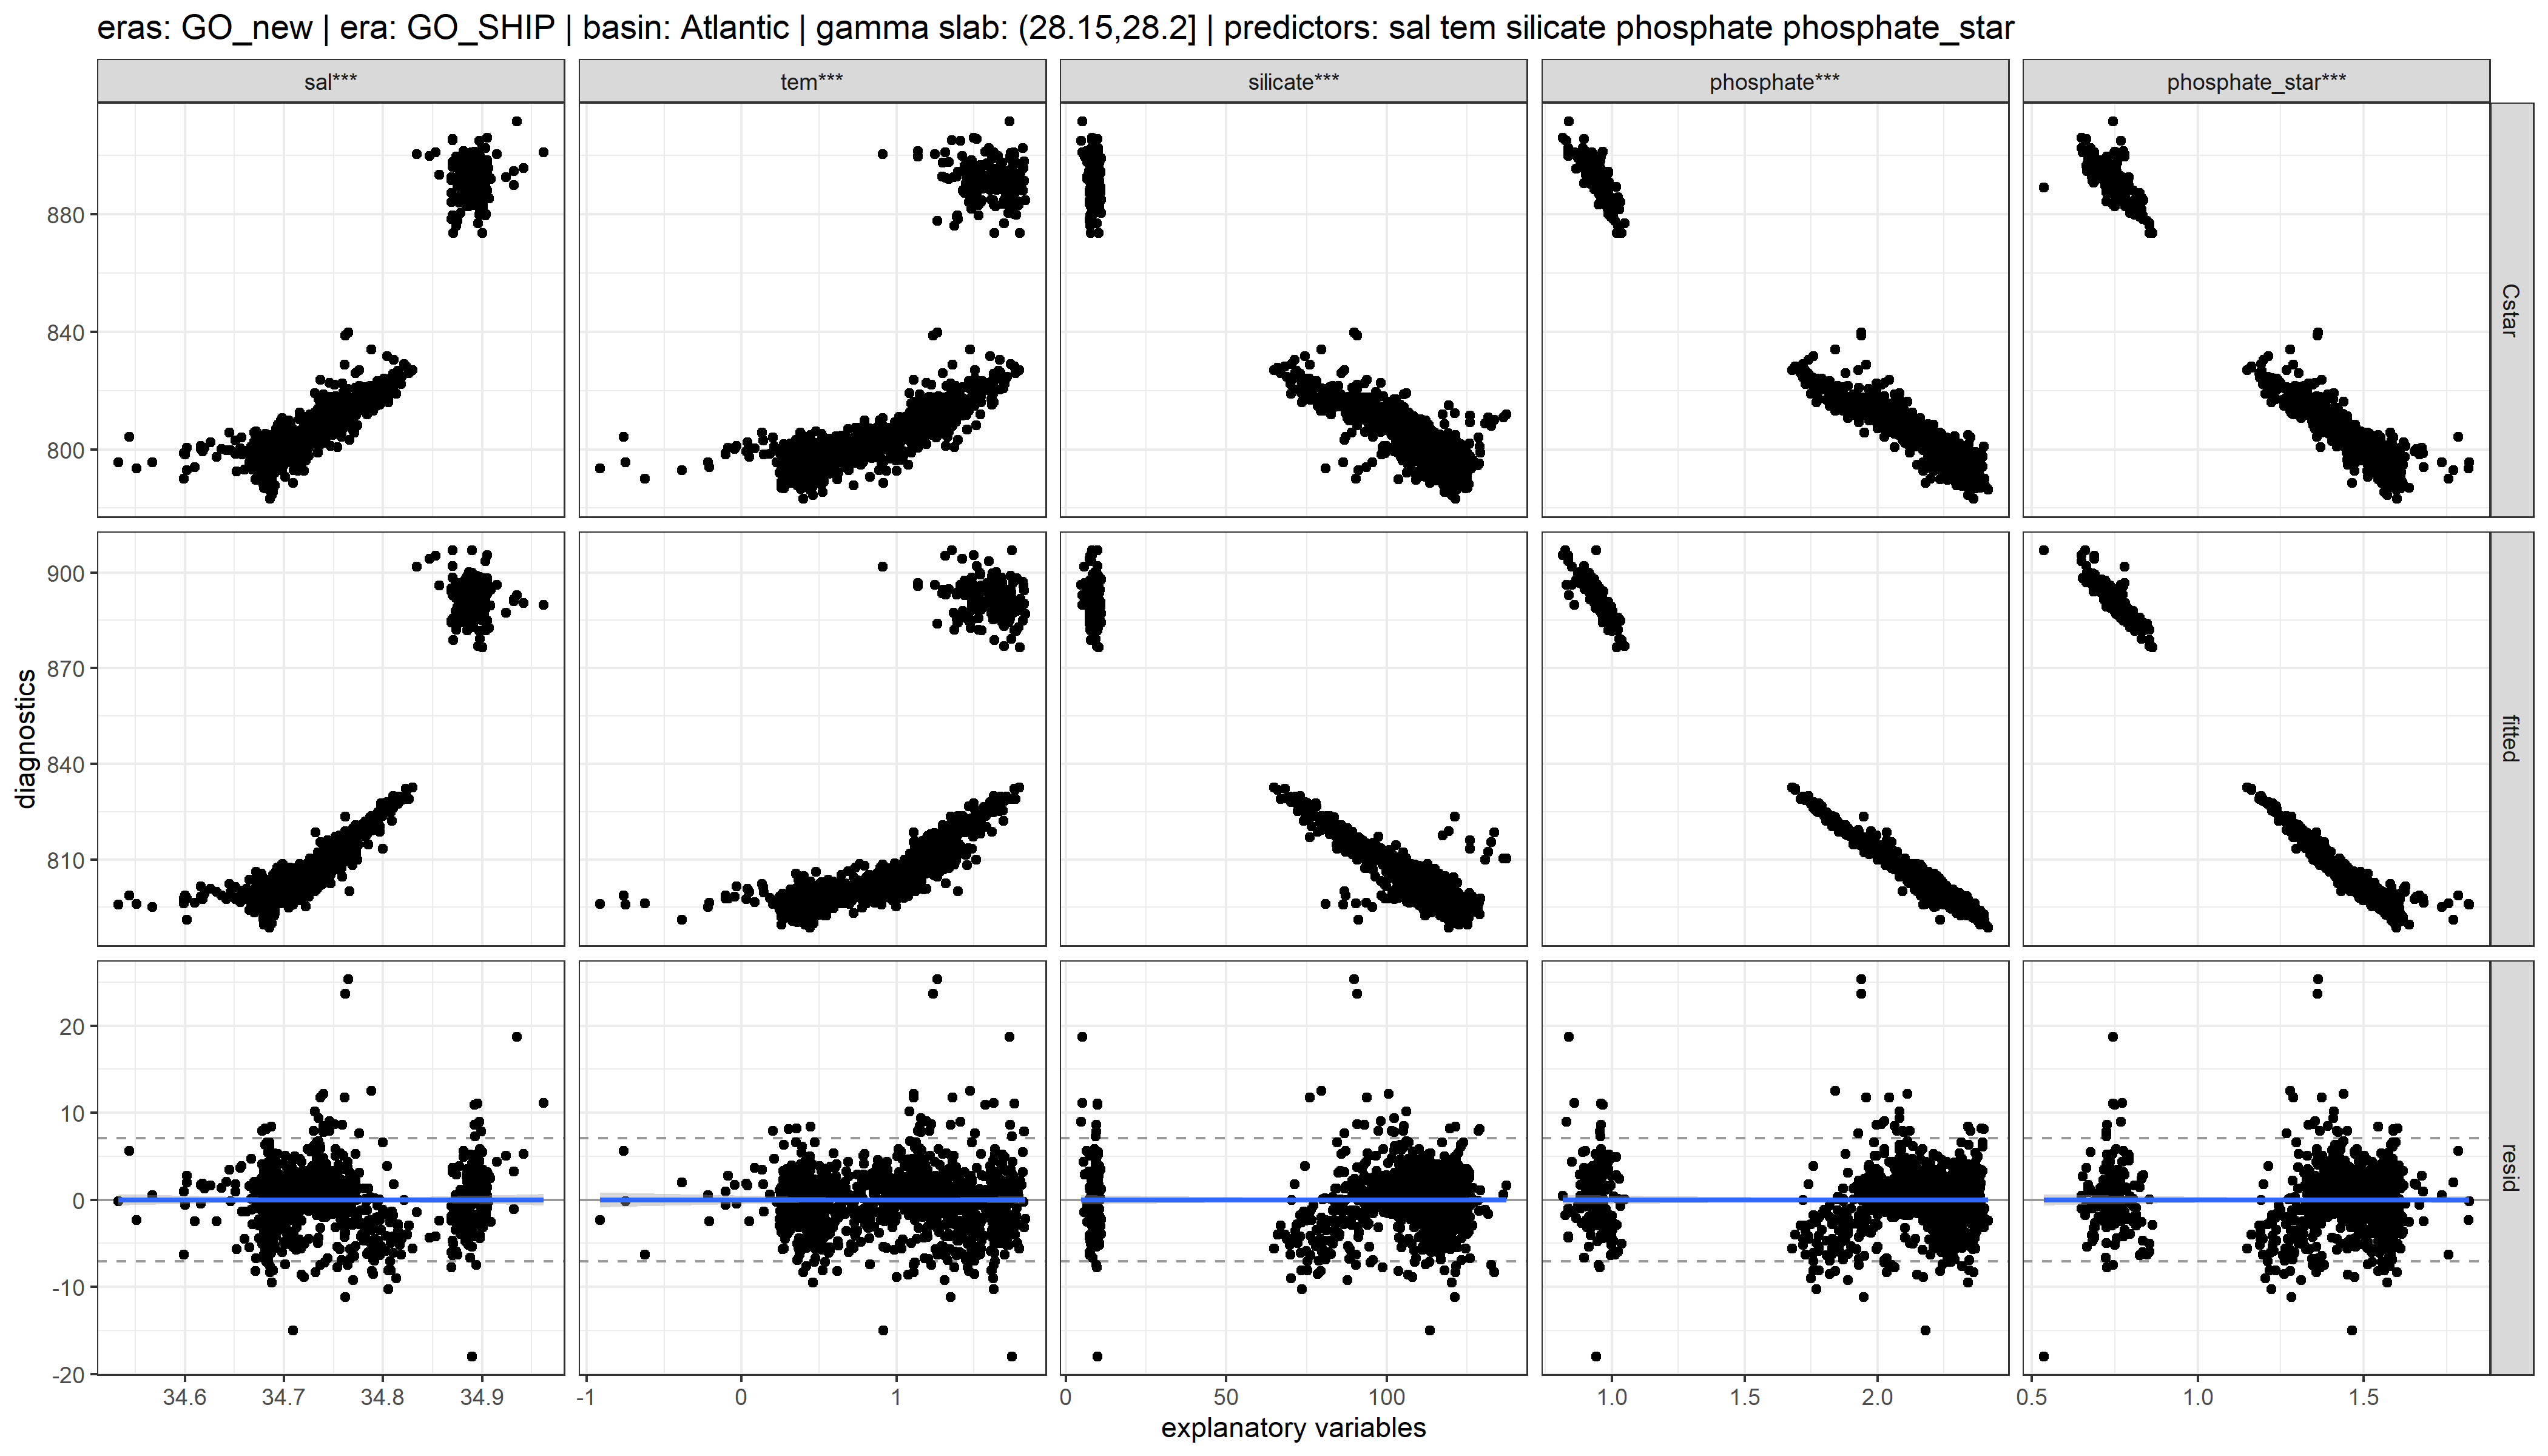 eras: GO_new | era: GO_SHIP | basin: Atlantic | gamma slab: (28.15,28.2] | predictors: sal tem silicate phosphate phosphate_star
sal*** tem*** silicate*** phosphate*** phosphate_star***
880
840
800
Cstar
900
870
840
810
fitted
diagnostics
20
10
0
-10
-20
resid
34.6 34.7 34.8 34.9 -1 0 1 0 50 100 1.0 1.5 2.0 0.5 1.0 1.5
explanatory variables